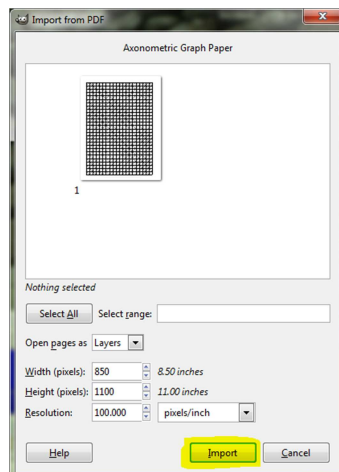 Import from PDF
Axonometric Graph Paper
1
Nothing selected
Select All Select range:
Open pages as Layers
Width (pixels): 850 8.50 inches
Height (pixels): 1100 11.00 inches
Resolution: 100.000 pixels/inch
Help Import Cancel